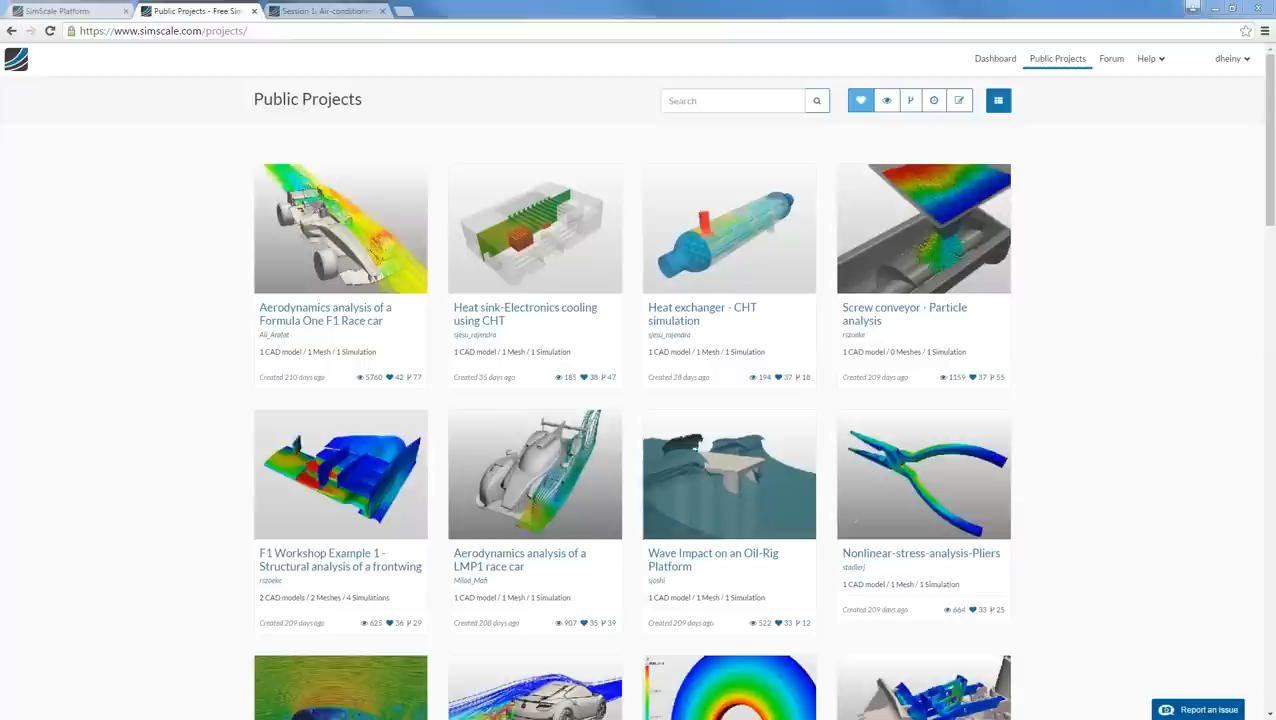 SimScale Platform
Public Projects - Free Sim
Session 1: Air-condition
https://www.simscale.com/projects/
Dashboard
Public Projects
Forum
Help
dheiny
Public Projects
Search
Aerodynamics analysis of a
Formula One F1 Race car
Ali_Arafat
1 CAD model / 1 Mesh / 1 Simulation
Created 210 days ago
5760 42 77
Heat sink-Electronics cooling
using CHT
sjesu_rajendra
1 CAD model / 1 Mesh / 1 Simulation
Created 35 days ago
185 38 47
Heat exchanger - CHT
simulation
sjesu_rajendra
1 CAD model / 1 Mesh / 1 Simulation
Created 28 days ago
194 37 18
Screw conveyor - Particle
analysis
rszoeke
1 CAD model / 0 Meshes / 1 Simulation
Created 209 days ago
1159 37 55
F1 Workshop Example 1 -
Structural analysis of a frontwing
rszoeke
2 CAD models / 2 Meshes / 4 Simulations
Created 209 days ago
625 36 29
Aerodynamics analysis of a
LMP1 race car
Milad_Mafi
1 CAD model / 1 Mesh / 1 Simulation
Created 208 days ago
907 35 39
Wave Impact on an Oil-Rig
Platform
sjoshi
1 CAD model / 1 Mesh / 1 Simulation
Created 209 days ago
522 33 12
Nonlinear-stress-analysis-Pliers
stadlerj
1 CAD model / 1 Mesh / 1 Simulation
Created 209 days ago
664 33 25
Report an issue